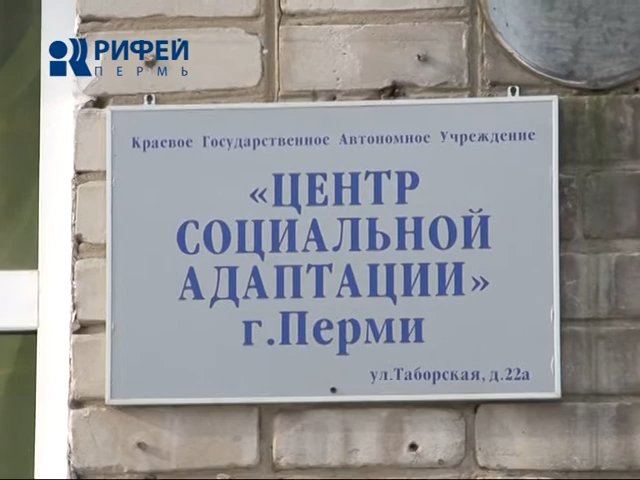 РИФЕЙ
ПЕРМЬ
Краевое Государственное Автономное Учреждение
«ЦЕНТР
СОЦИАЛЬНОЙ
АДАПТАЦИИ»
г.Перми
ул.Таборская, д.22а